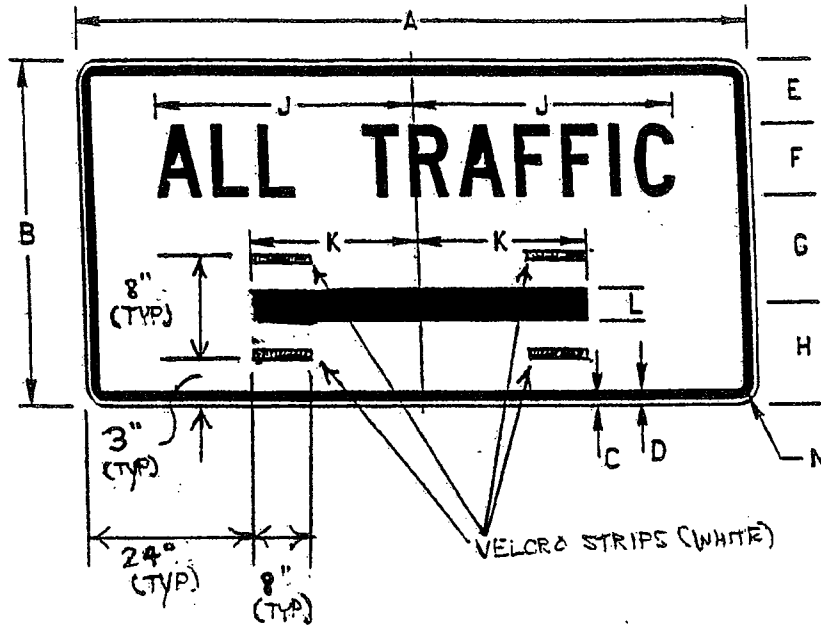 A
E
J J
ALL TRAFFIC
F
B
K K
G
8"
(TYP)
L
H
3"
(TYP)
C D
N
24"
(TYP)
8"
(TYP)
VELCRO STRIPS (WHITE)